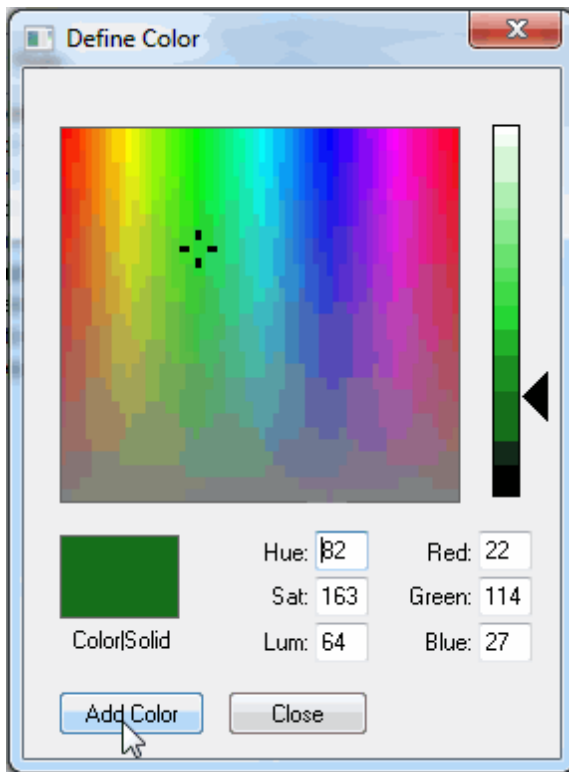 Define Color
Hue: 82 Red: 22
Sat: 163 Green: 114
Color|Solid
Lum: 64 Blue: 27
Add Color Close